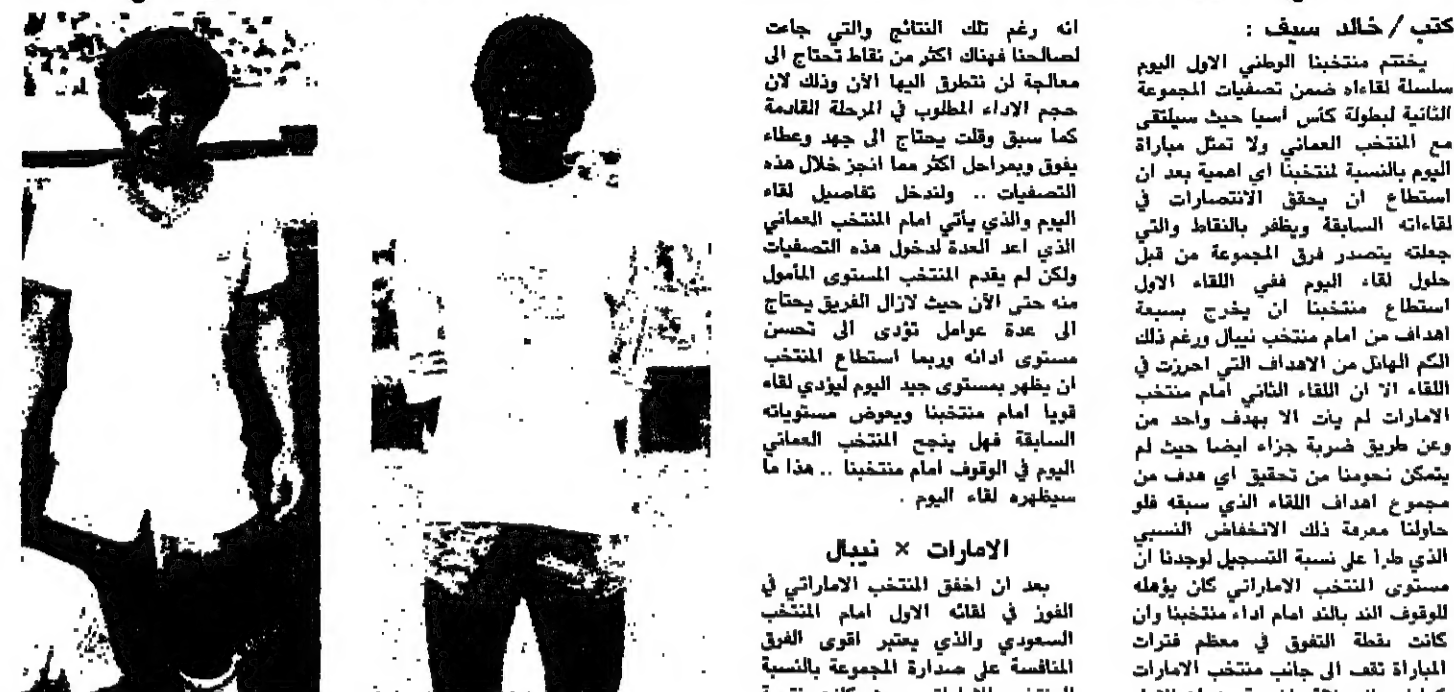 كتب / خالد سيف :
يختتم منتخبنا الوطني الاول اليوم
سلسلة لقاءاه ضمن تصفيات المجموعة
الثانية لبطولة كأس اسيا حيث سيلتقى
مع المنتخب العماني ولا تمثل مباراة
اليوم بالنسبة لمنتخبنا اي اهمية بعد ان
استطاع ان يحقق الانتصارات في
لقاءاته السابقة ويظفر بالنقاط والتي
جعلته يتصدر فرق المجموعة من قبل
حلول لقاء اليوم ففي اللقاء الاول
استطاع منتخبنا ان يخرج بسبعة
اهداف من امام منتخب نيبال ورغم ذلك
الكم الهائل من الاهداف التي احرزت في
اللقاء الا ان اللقاء الثاني امام منتخب
الامارات لم يأت الا بهدف واحد من
وعن طريق ضربة جزاء ايضا حيث لم
يتمكن نحومنا من تحقيق اي هدف من
مجموع اهداف اللقاء الذي سبقه فلو
حاولنا معرفة ذلك الانخفاض النسبي
الذي طرا على نسبة التسجيل لوجدنا ان
مستوى المنتخب الاماراتي كان يؤهله
للوقوف الند بالند امام اداء منتخبنا وان
كانت نقطة التفوق في معظم فترات
المباراة تقف الى جانب منتخب الامارات
انه رغم تلك النتائج والتي جاءت
لصالحنا فهناك اكثر من نقاط تحتاج الى
معالجة لن نتطرق اليها الآن وذلك لان
حجم الاداء المطلوب في المرحلة القادمة
كما سبق وقلت يحتاج الى جهد وعطاء
يفوق وبمراحل اكثر مما انجز خلال هذه
التصفيات .. ولندخل تفاصيل لقاء
اليوم والذي يأتي امام المنتخب العماني
الذي اعد العدة لدخول هذه التصفيات
ولكن لم يقدم المنتخب المستوى المأمول
منه حتى الآن حيث لازال الفريق يحتاج
الى عدة عوامل تؤدى الى تحسن
مستوى ادائه وربما استطاع المنتخب
ان يظهر بمستوى جيد اليوم ليؤدي لقاء
قويا امام منتخبنا ويعوض مستوياته
السابقة فهل ينجح المنتخب العماني
اليوم في الوقوف امام منتخبنا .. هذا ما
سيظهره لقاء اليوم .
الامارات × نيبال
بعد ان اخفق المنتخب الاماراتي في
الفوز في لقائه الاول امام المنتخب
السعودي والذي يعتبر اقوى الفرق
المنافسة على صدارة المجموعة بالنسبة